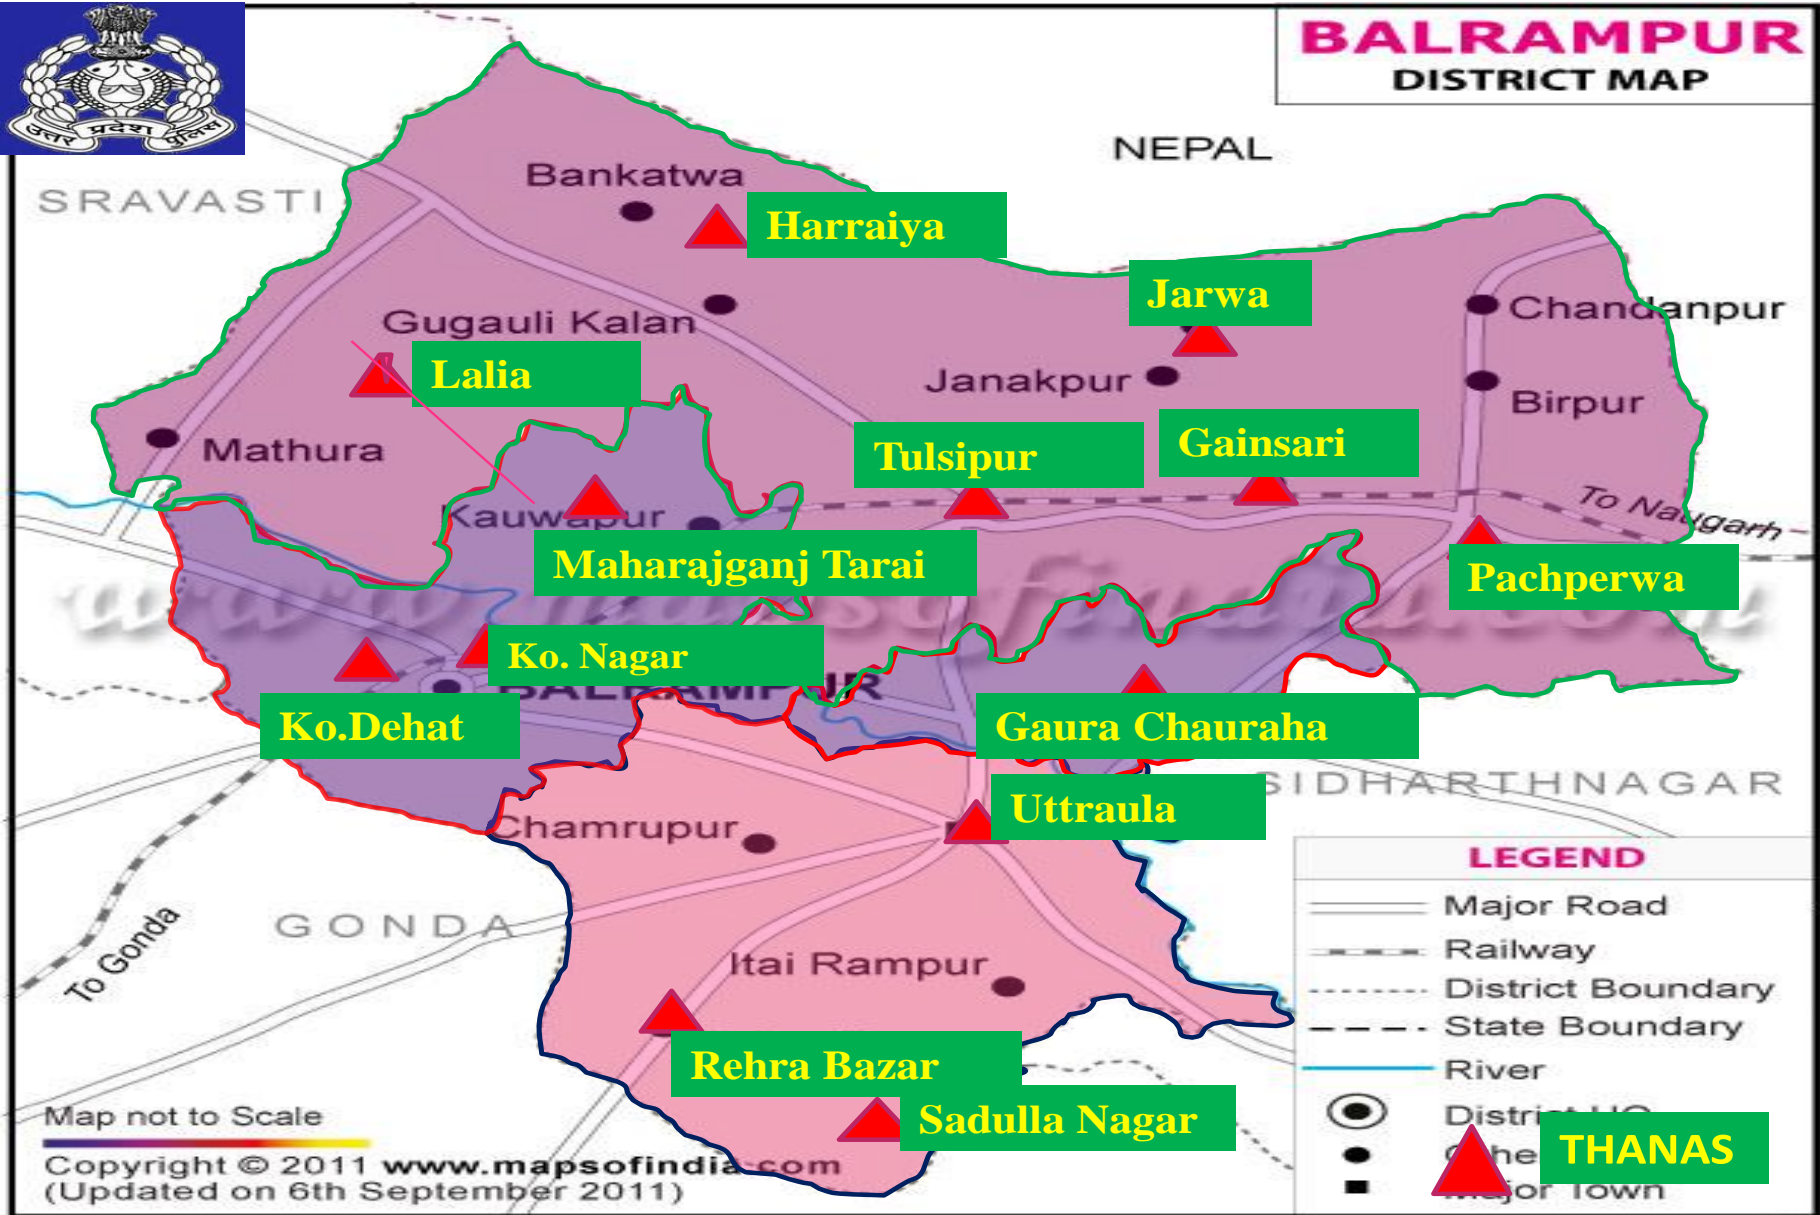 उत्तर प्रदेश पुलिस
BALRAMPUR
DISTRICT MAP
NEPAL
SRAVASTI
Bankatwa
Harraiya
Jarwa
Chandanpur
Gugauli Kalan
Lalia
Janakpur
Birpur
Mathura
Tulsipur
Gainsari
To Naugarh
Kauwapur
Maharajganj Tarai
Pachperwa
Ko. Nagar
BALRAMPUR
Ko.Dehat
Gaura Chauraha
SIDHARTHNAGAR
Uttraula
Chamrupur
GONDA
To Gonda
Itai Rampur
Rehra Bazar
Sadulla Nagar
LEGEND
Major Road
Railway
District Boundary
State Boundary
River
THANAS
Town
Map not to Scale
Copyright © 2011 www.mapsofindia.com
(Updated on 6th September 2011)